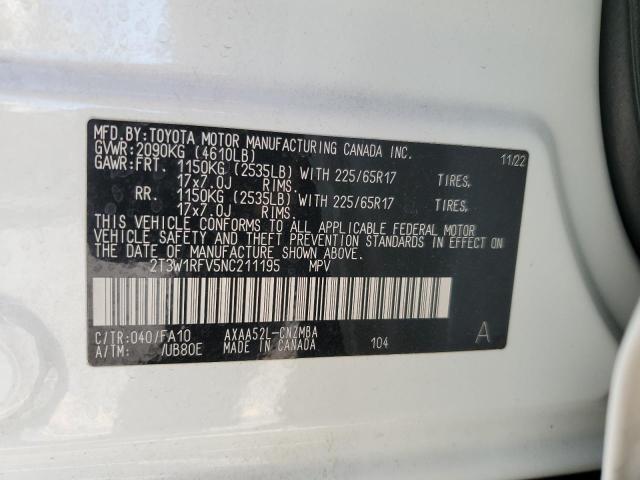 MFD.BY:TOYOTA MOTOR MANUFACTURING CANADA INC.
GVWR:2090KG (4610LB) 11/22
GAWR:FRT. 1150KG (2535LB) WITH 225/65R17 TIRES,
17x7.0J RIMS.
RR. 1150KG (2535LB) WITH 225/65R17 TIRES,
17x7.0J RIMS.
THIS VEHICLE CONFORMS TO ALL APPLICABLE FEDERAL MOTOR
VEHICLE SAFETY AND THEFT PREVENTION STANDARDS IN EFFECT
ON THE DATE OF MANUFACTURE SHOWN ABOVE.
2T3W1RFV5NC211195 MPV
C/TR:040/FA10 AXAA52L-CNZMBA
A/TM: /UB80E MADE IN CANADA 104 A